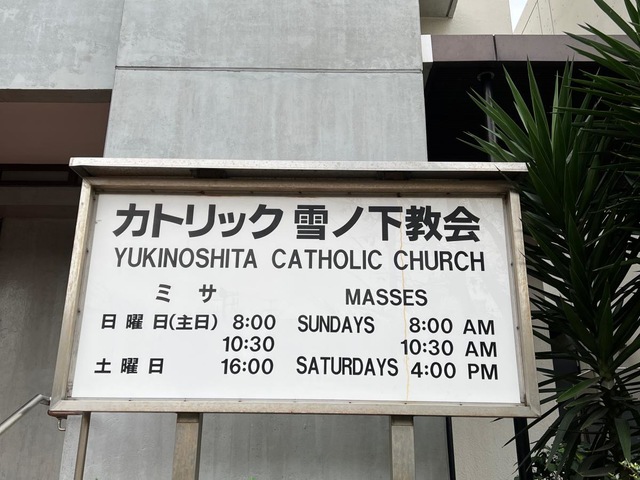 カトリック 雪ノ下教会
YUKINOSHITA CATHOLIC CHURCH
ミサ MASSES
日曜日(主日) 8:00 SUNDAYS 8:00 AM
10:30 10:30 AM
土曜日 16:00 SATURDAYS 4:00 PM